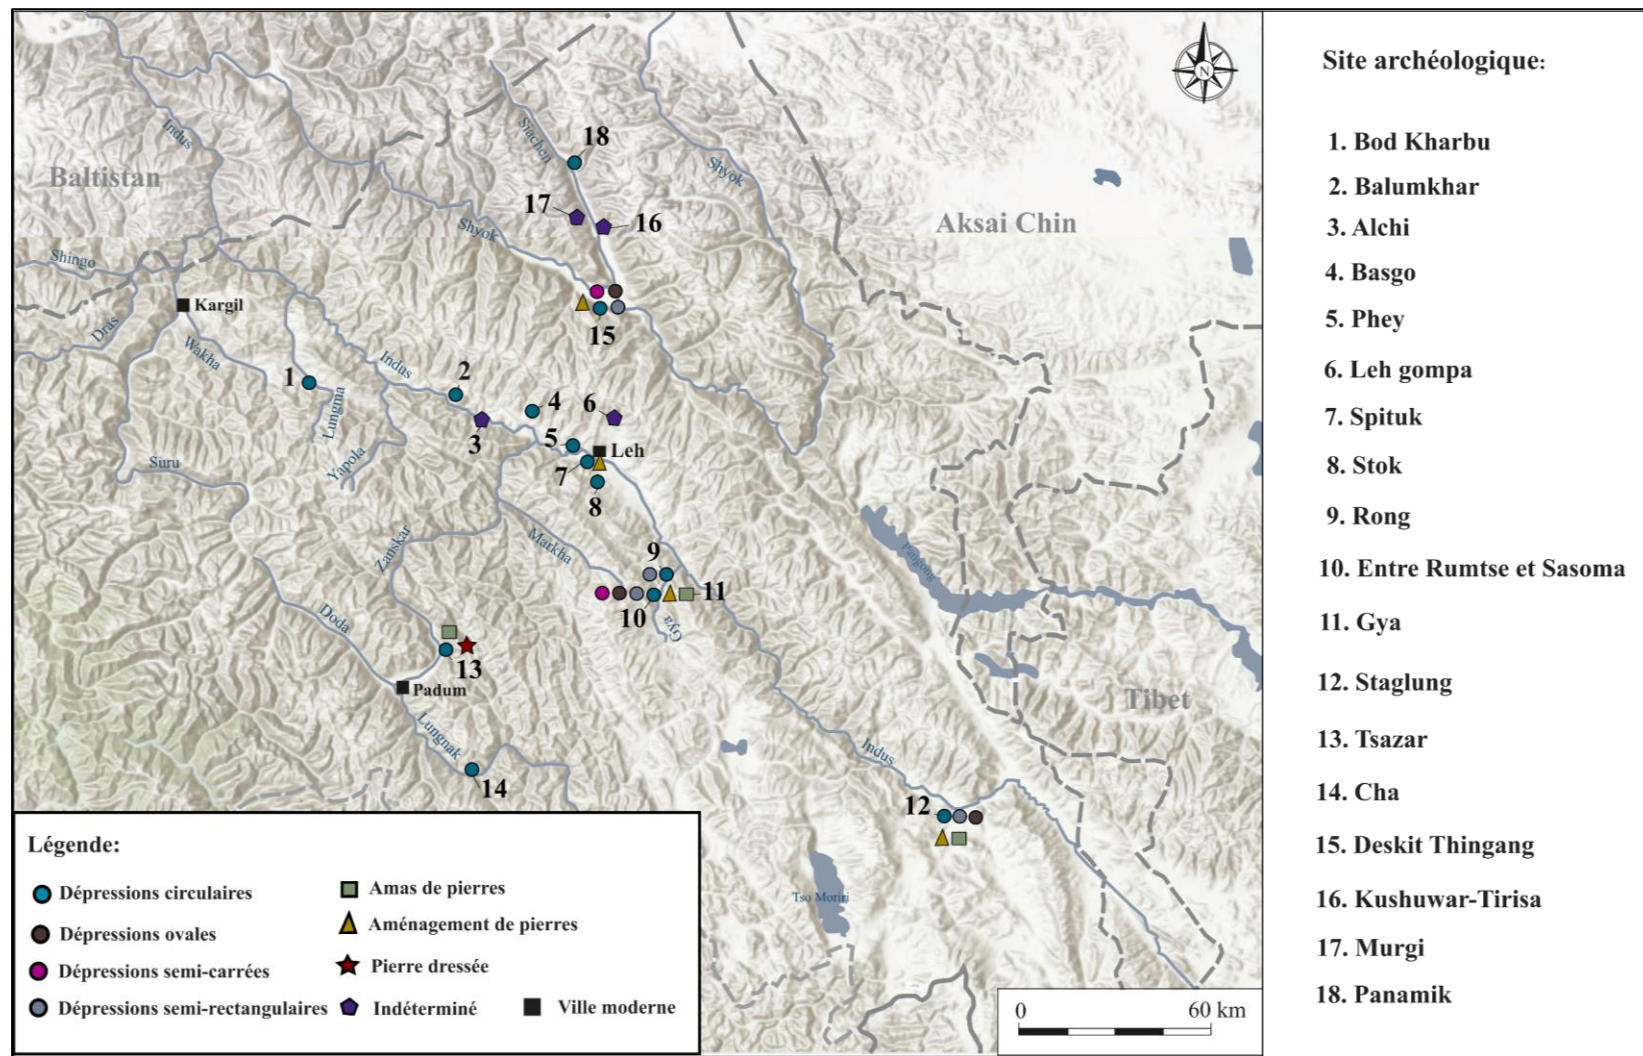 N
Siachen
18
Indus
Shyok
Baltistan
17
16
Aksai Chin
Shyok
Shingo
Kargil
15
Dras
Wakha
Indus
1
2
4
6
Lungma
3
5
Leh
Yapola
7
Suru
8
Markha
Zanskar
9
Pangong
11
10
Gya
Doda
13
Padum
Tibet
Lungnak
Indus
14
12
Tso Moriri
Légende:
Dépressions circulaires
Dépressions ovales
Dépressions semi-carrées
Dépressions semi-rectangulaires
Amas de pierres
Aménagement de pierres
Pierre dressée
Indéterminé
Ville moderne
0 60 km
Site archéologique:
1. Bod Kharbu
2. Balumkhar
3. Alchi
4. Basgo
5. Phey
6. Leh gompa
7. Spituk
8. Stok
9. Rong
10. Entre Rumtse et Sasoma
11. Gya
12. Staglung
13. Tsazar
14. Cha
15. Deskit Thingang
16. Kushuwar-Tirisa
17. Murgi
18. Panamik